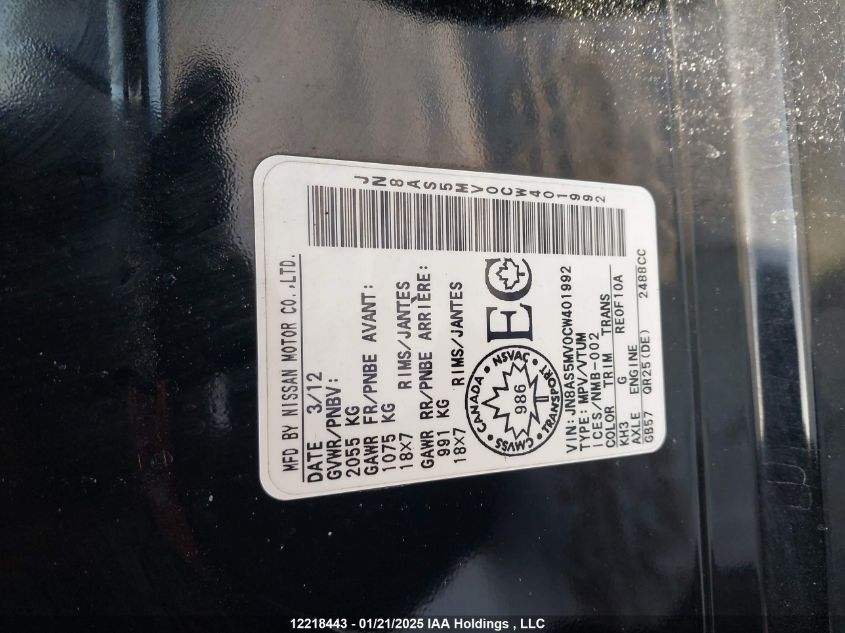 JN8AS5MV0CW401992
MFD BY NISSAN MOTOR CO.,LTD.
DATE 3/12
GVWR/PNBV:
2055 KG
GAWR FR/PNBE AVANT:
1075 KG
18X7 RIMS/JANTES
GAWR RR/PNBE ARRIÈRE:
991 KG
18X7 RIMS/JANTES
CANADA
NSVAC
986
CMVSS
TRANSPORT
EC
VIN: JN8AS5MV0CW401992
TYPE: MPV/VTUM
ICES/NMB-002
COLOR TRIM TRANS
KH3 G RE0F10A
AXLE ENGINE
GB57 QR25(DE) 2488CC
12218443 - 01/21/2025 IAA Holdings , LLC